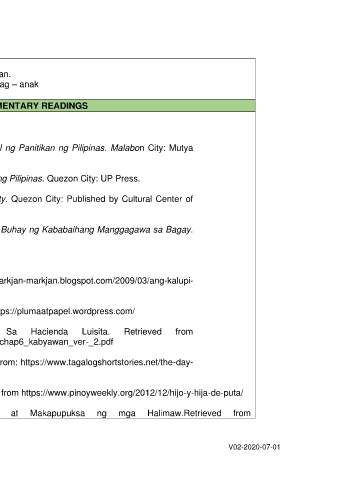 an.
ag – anak
MENTARY READINGS
l ng Panitikan ng Pilipinas. Malabon City: Mutya
ng Pilipinas. Quezon City: UP Press.
ty. Quezon City: Published by Cultural Center of
Buhay ng Kababaihang Manggagawa sa Bagay.
arkjan-markjan.blogspot.com/2009/03/ang-kalupi-
ps://plumaatpapel.wordpress.com/
Sa Hacienda Luisita. Retrieved from
chap6_kabyawan_ver-_2.pdf
rom: https://www.tagalogshortstories.net/the-day-
from https://www.pinoyweekly.org/2012/12/hijo-y-hija-de-puta/
at Makapupuksa ng mga Halimaw.Retrieved from
V02-2020-07-01